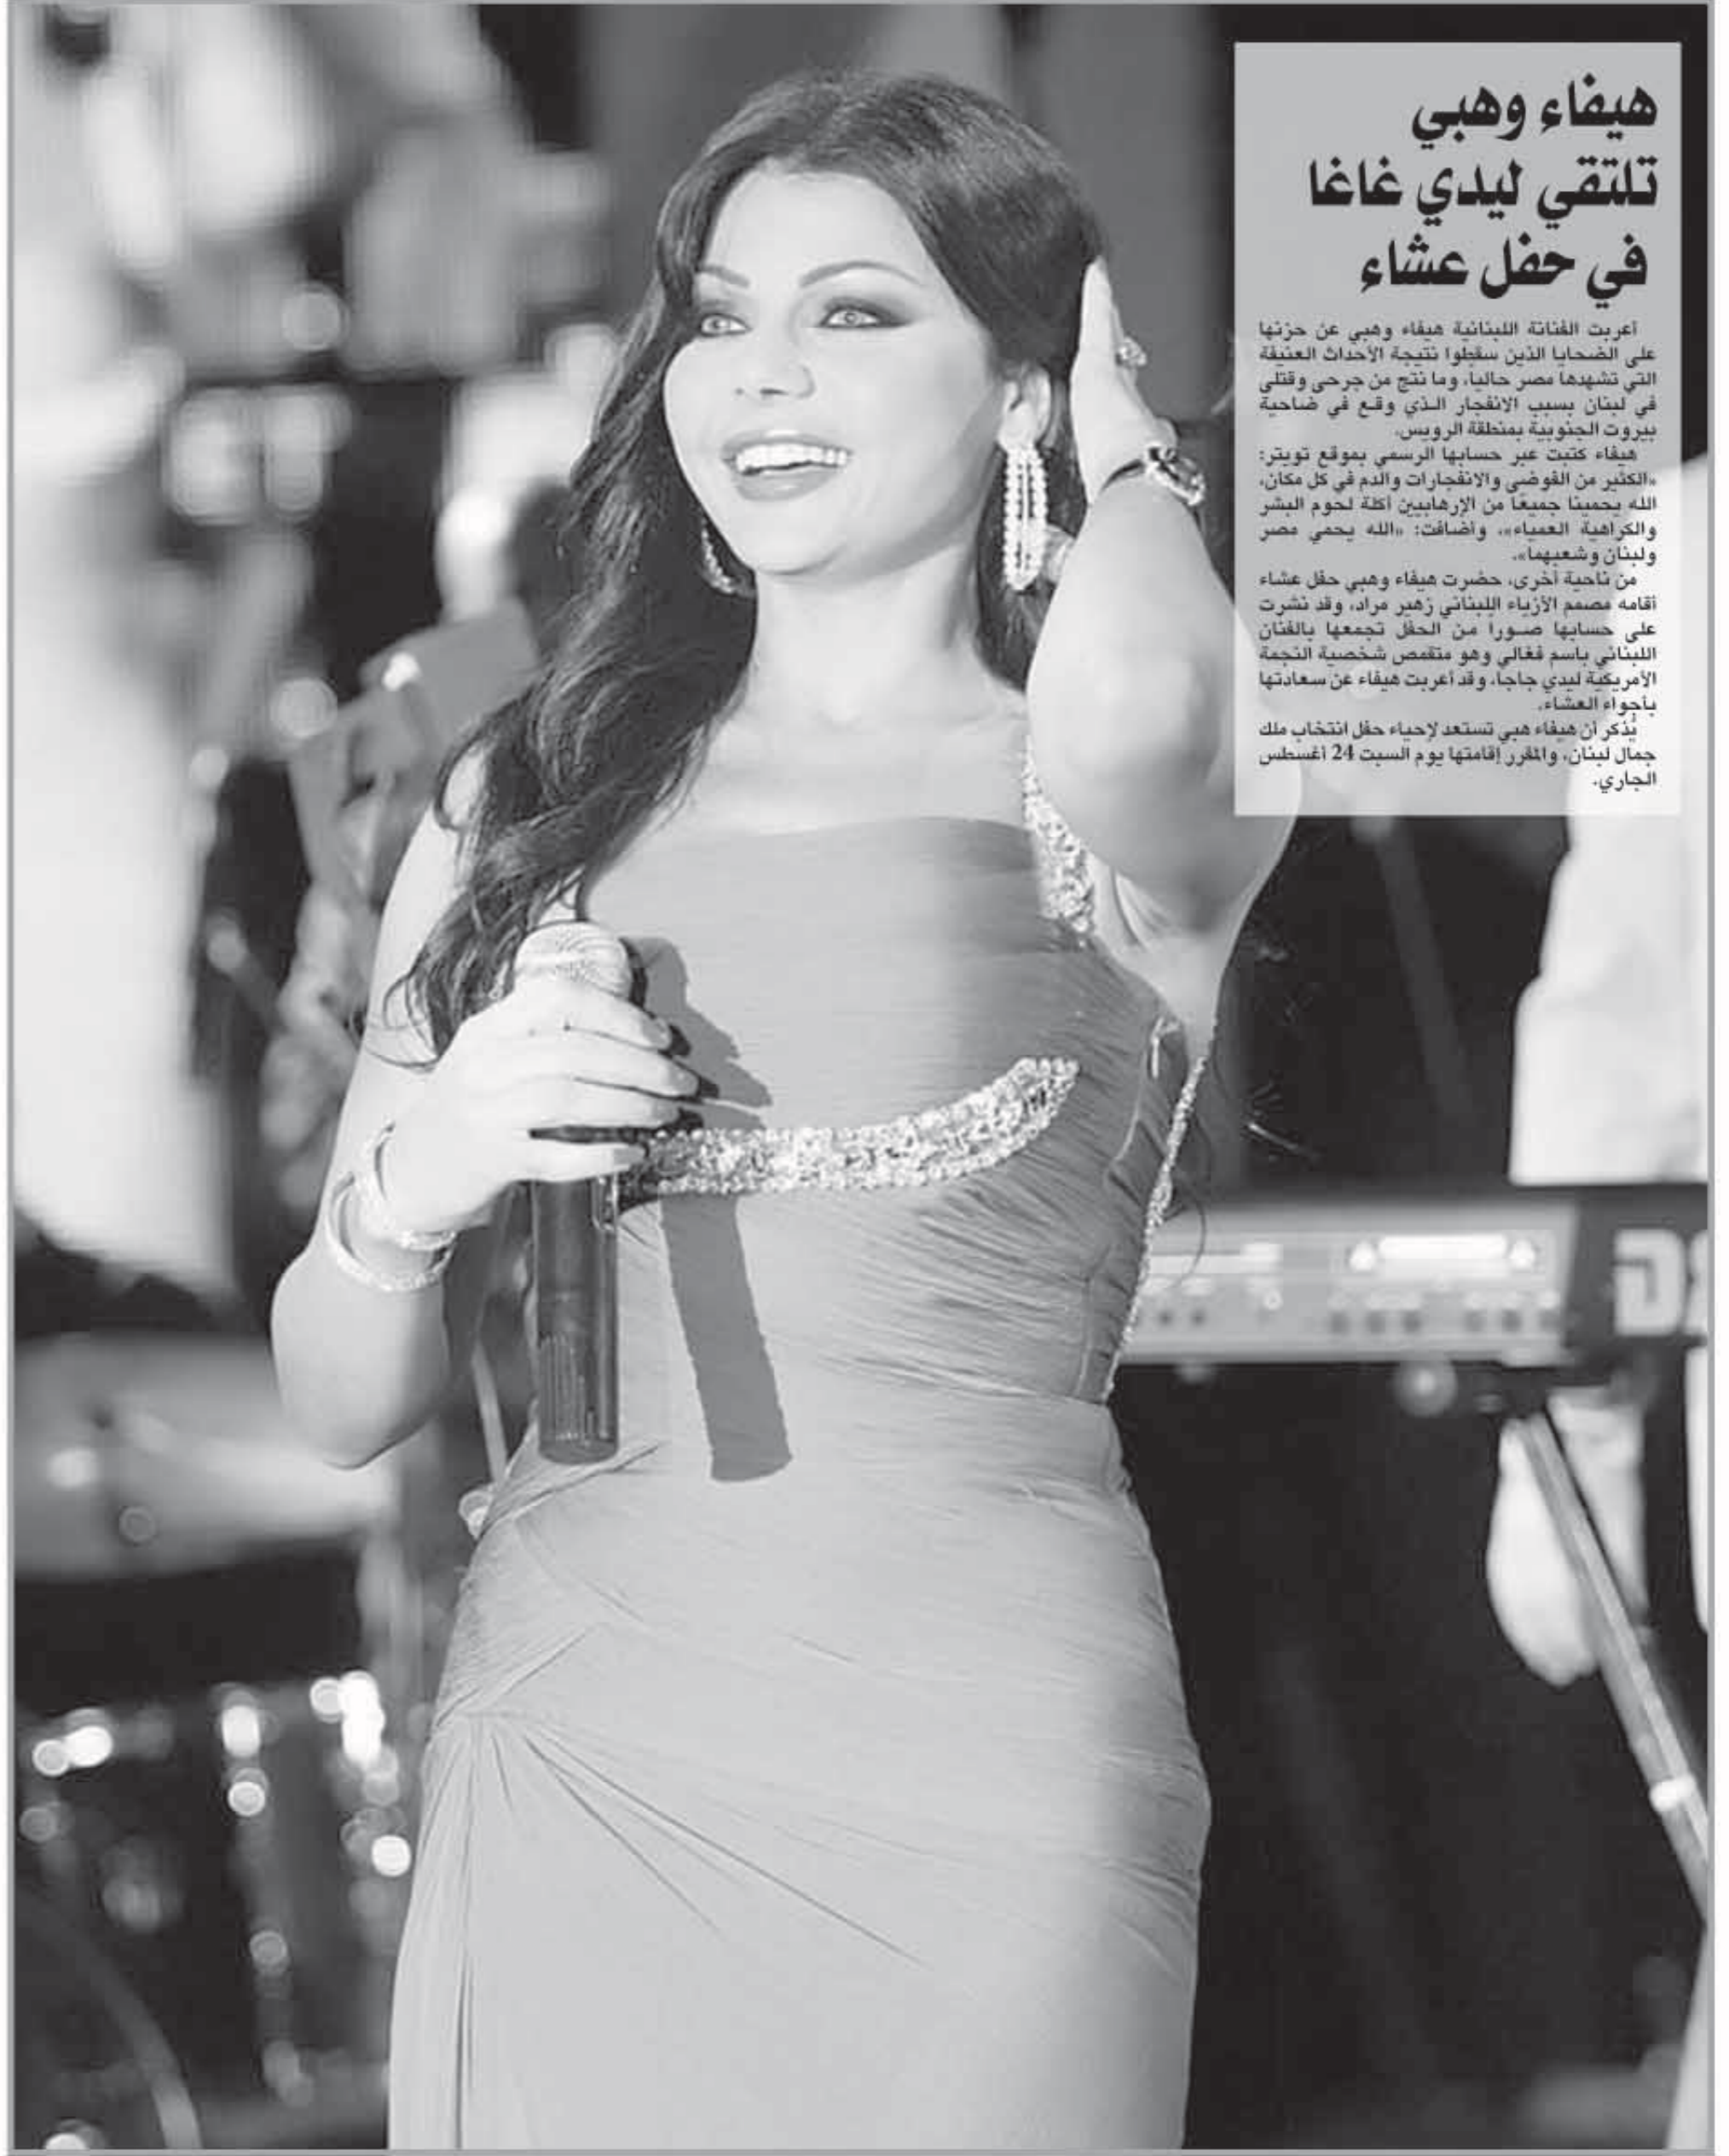 هيفاء وهبي
تلتقي ليدي غاغا
في حفل عشاء
أعربت الفنانة اللبنانية هيفاء وهبي عن حزنها
على الضحايا الذين سقطوا نتيجة الأحداث العنيفة
التي تشهدها مصر حاليا، وما نتج من جرحى وقتلى
في لبنان بسبب الانفجار الذي وقع في ضاحية
بيروت الجنوبية بمنطقة الرويس.
هيفاء كتبت عبر حسابها الرسمي بموقع تويتر:
«الكثير من الفوضى والانفجارات والدم في كل مكان،
الله يحمينا جميعًا من الإرهابيين أكلة لحوم البشر
والكراهية العمياء»، وأضافت: «الله يحمي مصر
ولبنان وشعبهما».
من ناحية أخرى، حضرت هيفاء وهبي حفل عشاء
أقامه مصمم الأزياء اللبناني زهير مراد، وقد نشرت
على حسابها صورا من الحفل تجمعها بالفنان
اللبناني باسم فغالي وهو متقمص شخصية النجمة
الأمريكية ليدي جاجا، وقد أعربت هيفاء عن سعادتها
بأجواء العشاء.
يُذكر أن هيفاء هبي تستعد لإحياء حفل انتخاب ملك
جمال لبنان، والمقرر إقامتها يوم السبت 24 أغسطس
الجاري.